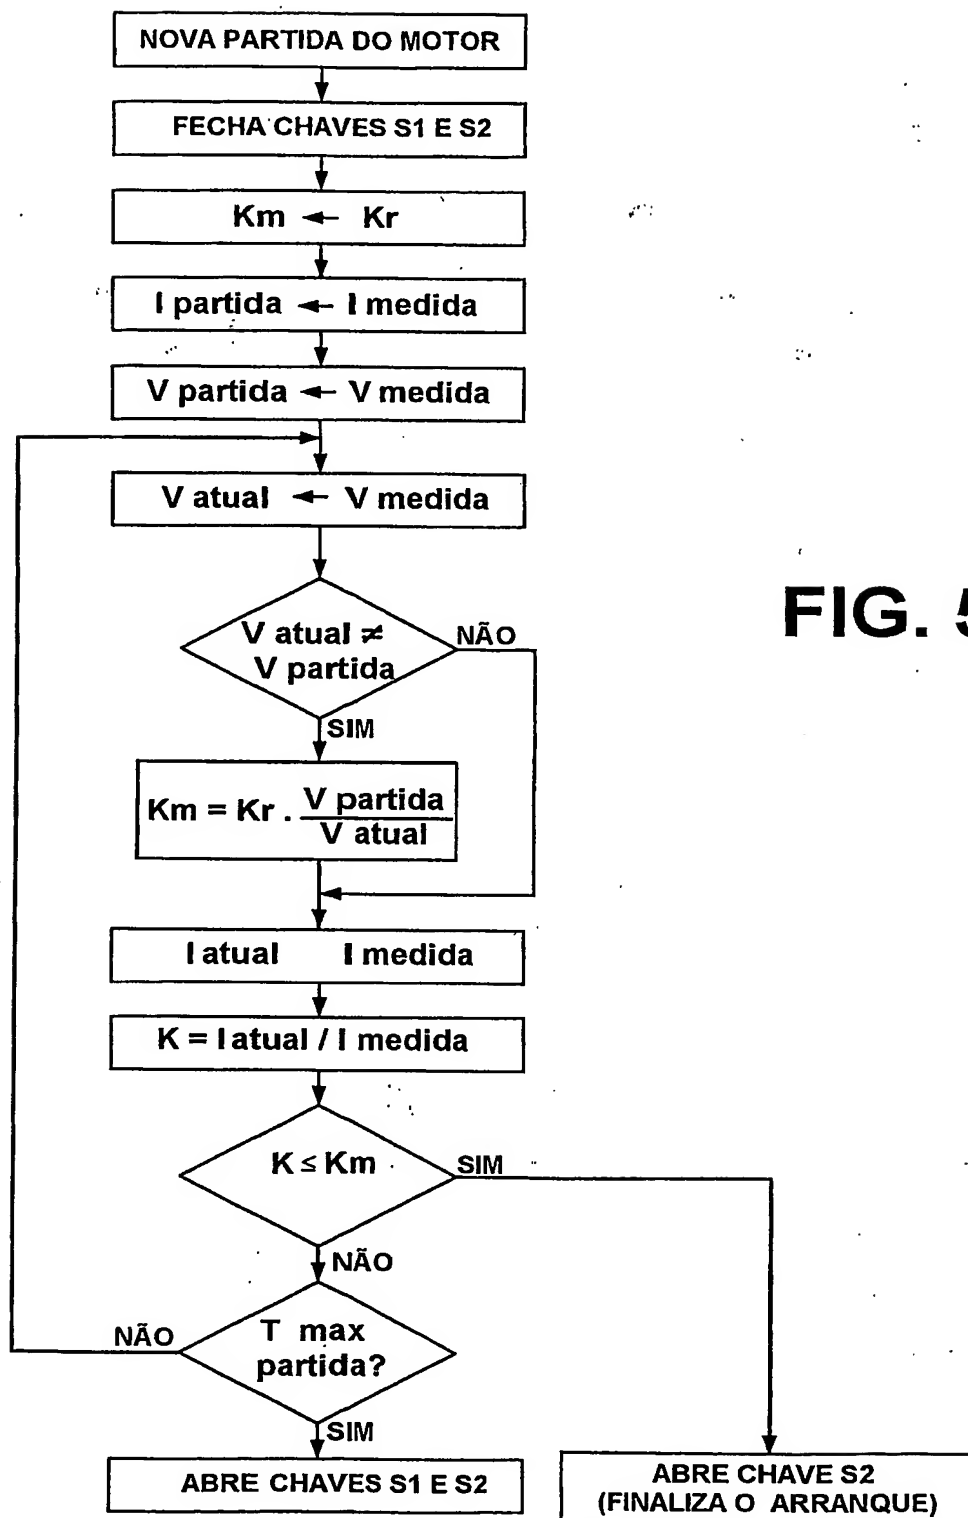 NOVA PARTIDA DO MOTOR
FECHA CHAVES S1 E S2
Km ← Kr
I partida ← I medida
V partida ← V medida
V atual ← V medida
V atual ≠
V partida
NÃO
SIM
Km = Kr . V partida
V atual
I atual I medida
K = I atual / I medida
K ≤ Km
SIM
NÃO
T max
partida?
NÃO
SIM
ABRE CHAVES S1 E S2
ABRE CHAVE S2
(FINALIZA O ARRANQUE)
FIG. 5